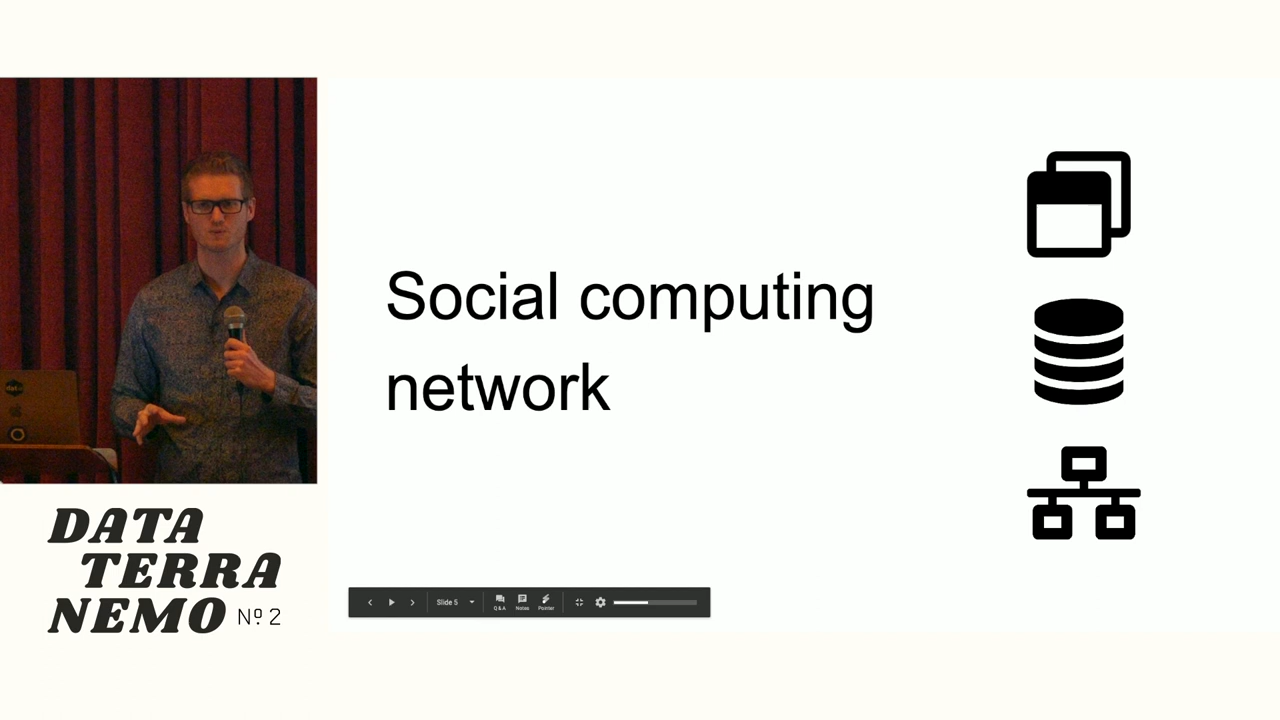 Social computing
network
DATA
TERRA
NEMO Nº 2
Slide 5
Q&A
Notes
Pointer